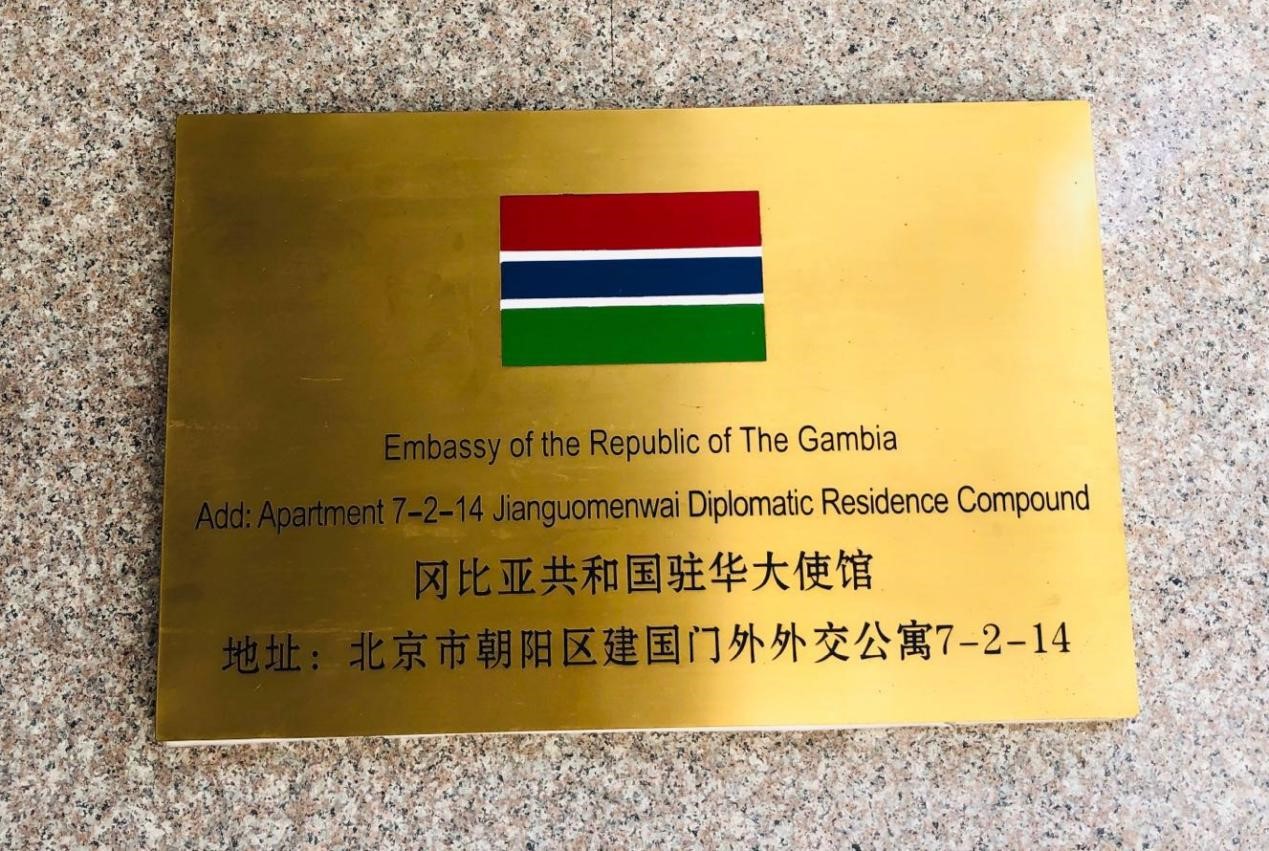 Embassy of the Republic of The Gambia
Add: Apartment 7–2–14 Jianguomenwai Diplomatic Residence Compound
冈比亚共和国驻华大使馆
地址：北京市朝阳区建国门外外交公寓7-2-14